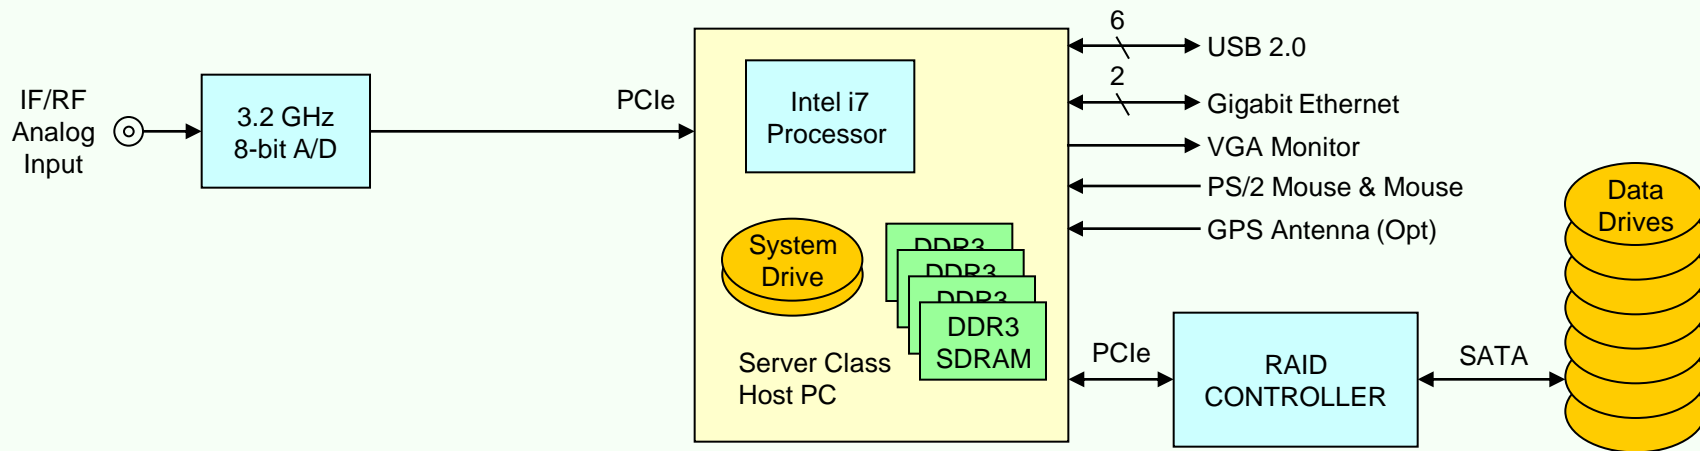 IF/RF
Analog
Input
3.2 GHz
8-bit A/D
PCIe
Intel i7
Processor
System
Drive
DDR3
DDR3
DDR3
DDR3
SDRAM
Server Class
Host PC
6
USB 2.0
2
Gigabit Ethernet
VGA Monitor
PS/2 Mouse & Mouse
GPS Antenna (Opt)
PCIe
RAID
CONTROLLER
SATA
Data
Drives